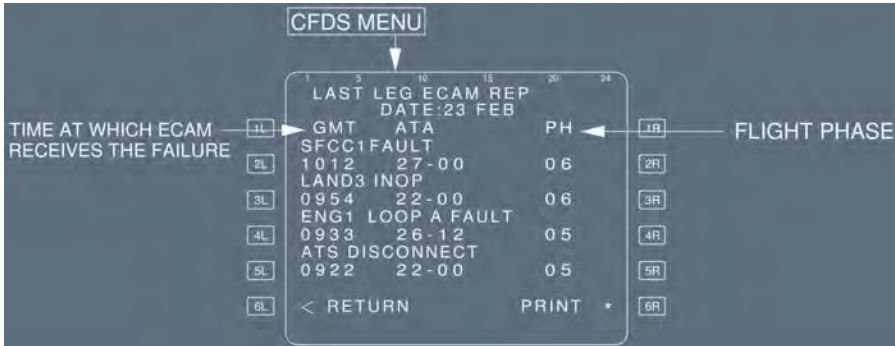 CFDS MENU
1 5 10 15 20 24
LAST LEG ECAM REP
DATE:23 FEB
TIME AT WHICH ECAM
RECEIVES THE FAILURE
1L GMT ATA PH 1R
FLIGHT PHASE
SFCC1FAULT
2L 1012 27-00 06 2R
LAND3 INOP
3L 0954 22-00 06 3R
ENG1 LOOP A FAULT
4L 0933 26-12 05 4R
ATS DISCONNECT
5L 0922 22-00 05 5R
6L < RETURN PRINT * 6R